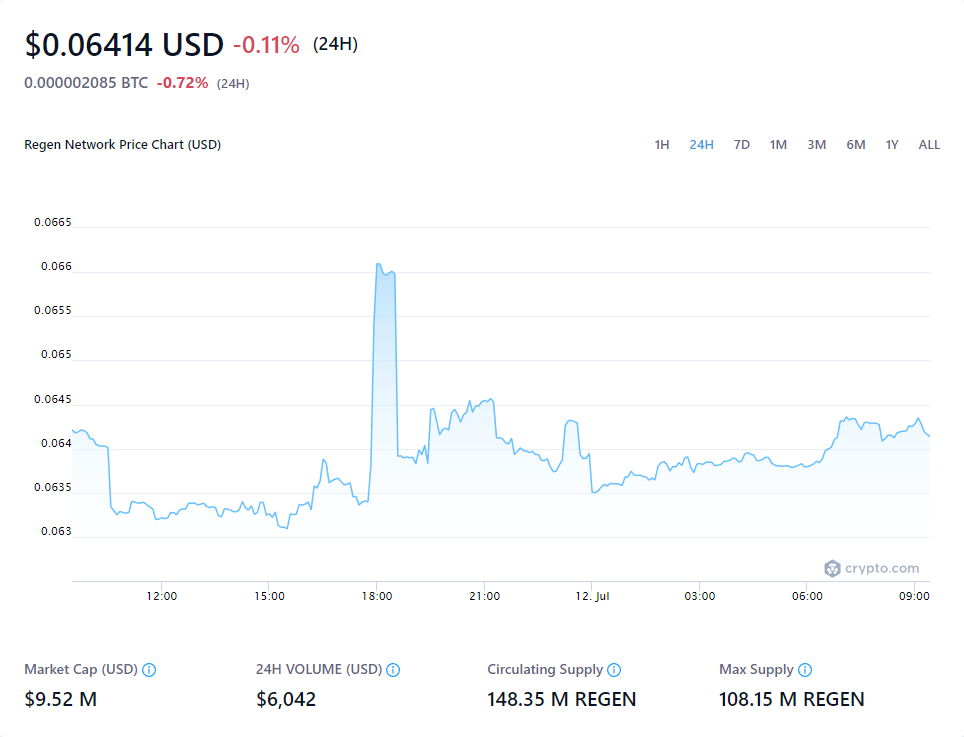 $0.06414 USD -0.11% (24H)
0.000002085 BTC -0.72% (24H)
Regen Network Price Chart (USD) 1H 24H 7D 1M 3M 6M 1Y ALL
0.0665
0.066
0.0655
0.065
0.0645
0.064
0.0635
0.063
crypto.com
12:00 15:00 18:00 21:00 12. Jul 03:00 06:00 09:00
Market Cap (USD) 24H VOLUME (USD) Circulating Supply Max Supply
$9.52 M $6,042 148.35 M REGEN 108.15 M REGEN